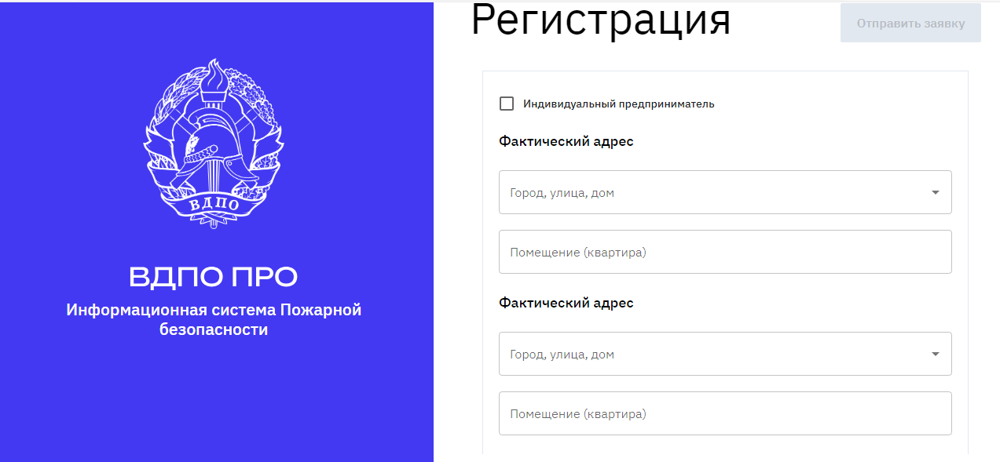 ВДПО
ВДПО ПРО
Информационная система Пожарной
безопасности
Регистрация
Отправить заявку
Индивидуальный предприниматель
Фактический адрес
Город, улица, дом
Помещение (квартира)
Фактический адрес
Город, улица, дом
Помещение (квартира)